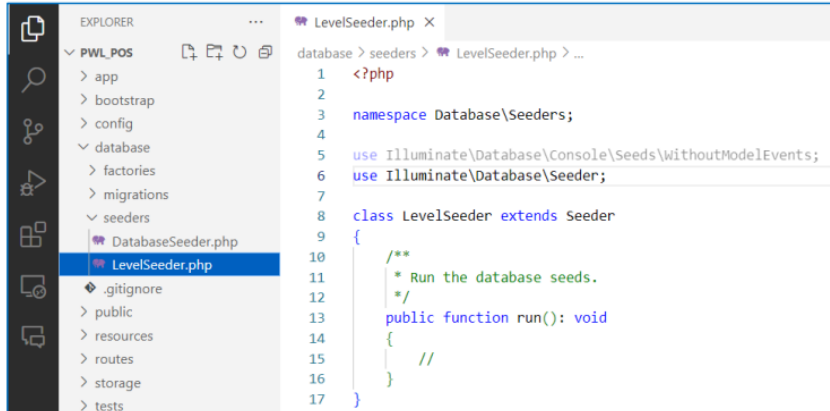 EXPLORER
...
PWL_POS
app
bootstrap
config
database
factories
migrations
seeders
DatabaseSeeder.php
LevelSeeder.php
.gitignore
public
resources
routes
storage
tests
LevelSeeder.php
database > seeders > LevelSeeder.php > ...
1 <?php
2
3 namespace Database\Seeders;
4
5 use Illuminate\Database\Console\Seeds\WithoutModelEvents;
6 use Illuminate\Database\Seeder;
7
8 class LevelSeeder extends Seeder
9 {
10 /**
11 * Run the database seeds.
12 */
13 public function run(): void
14 {
15 //
16 }
17 }